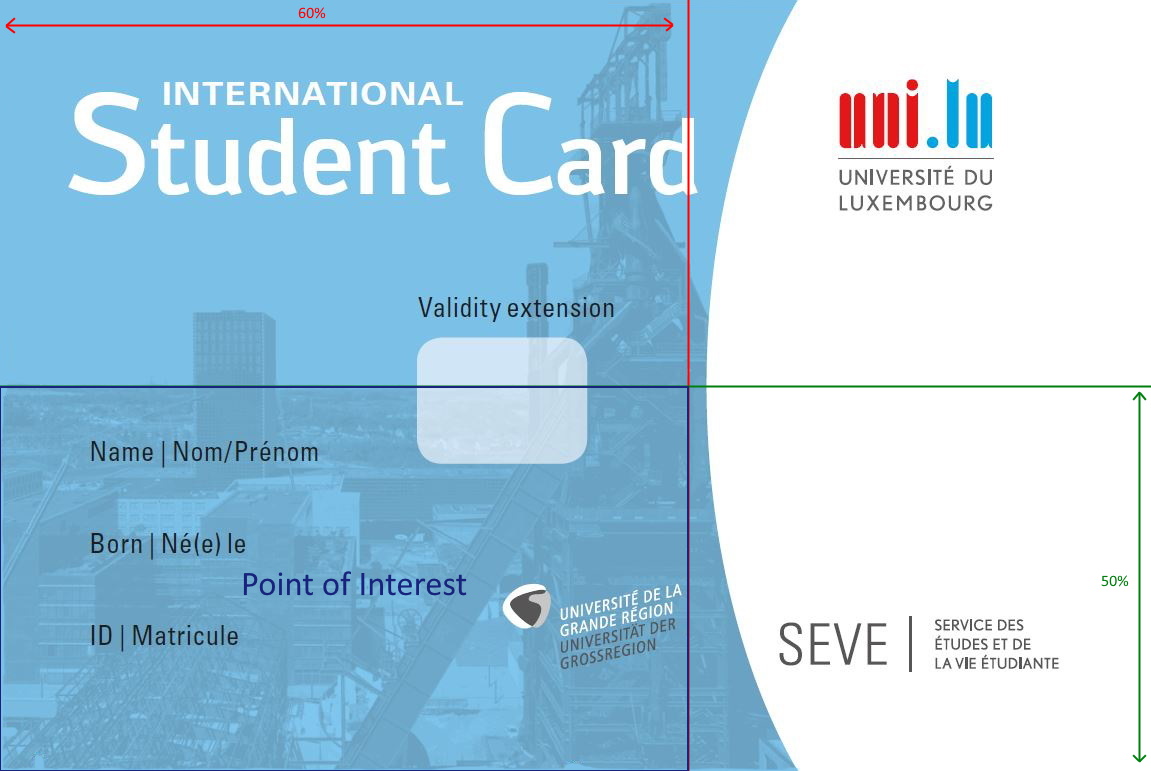 60%
INTERNATIONAL
Student Card
uni.lu
UNIVERSITÉ DU
LUXEMBOURG
Validity extension
Name | Nom/Prénom
Born | Né(e) le
Point of Interest
50%
UNIVERSITÉ DE LA
GRANDE RÉGION
UNIVERSITÄT DER
GROSSREGION
ID | Matricule
SEVE
SERVICE DES
ÉTUDES ET DE
LA VIE ÉTUDIANTE